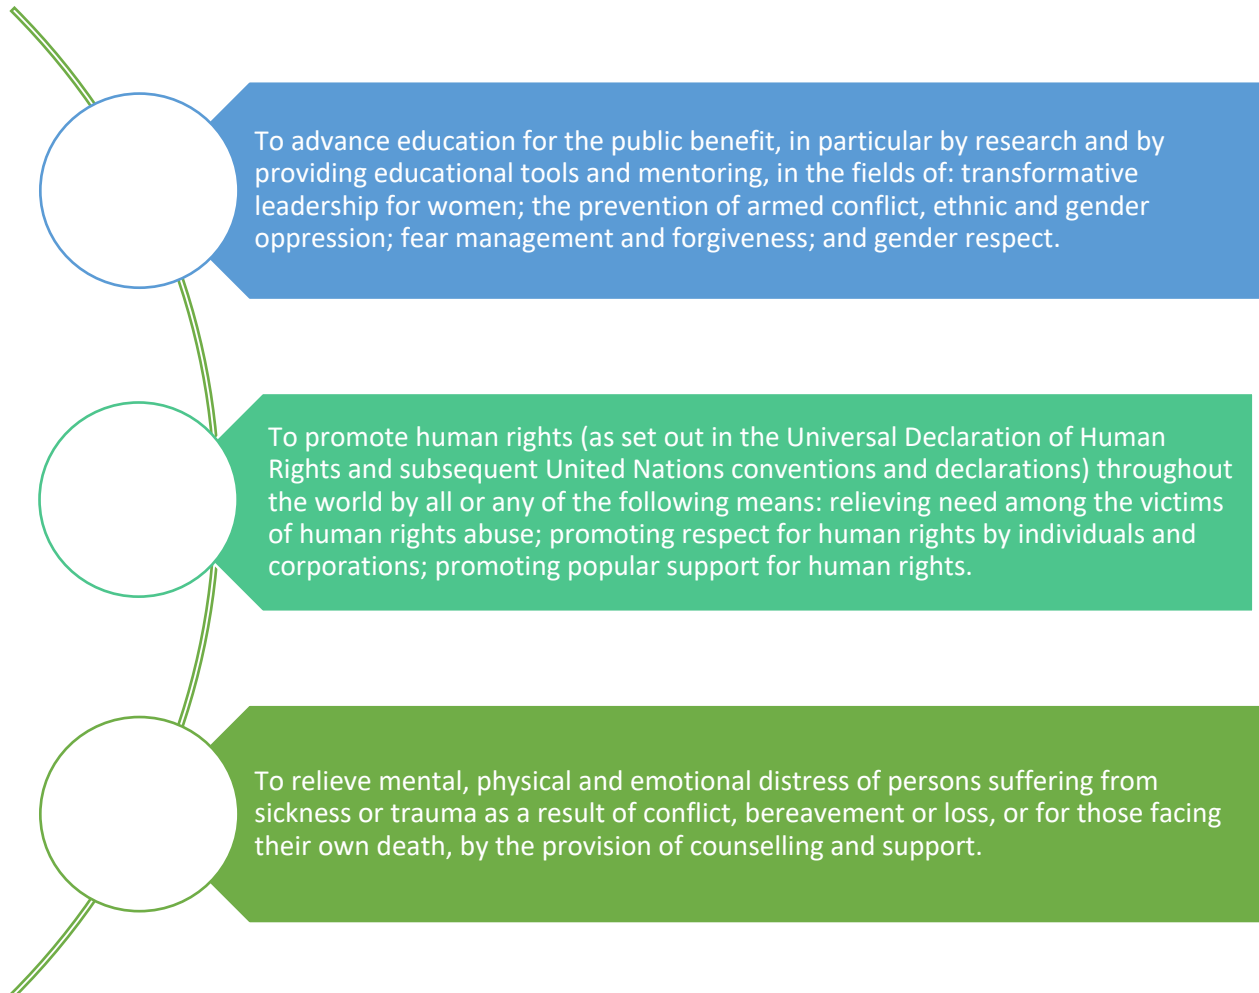 To advance education for the public benefit, in particular by research and by
providing educational tools and mentoring, in the fields of: transformative
leadership for women; the prevention of armed conflict, ethnic and gender
oppression; fear management and forgiveness; and gender respect.
To promote human rights (as set out in the Universal Declaration of Human
Rights and subsequent United Nations conventions and declarations) throughout
the world by all or any of the following means: relieving need among the victims
of human rights abuse; promoting respect for human rights by individuals and
corporations; promoting popular support for human rights.
To relieve mental, physical and emotional distress of persons suffering from
sickness or trauma as a result of conflict, bereavement or loss, or for those facing
their own death, by the provision of counselling and support.